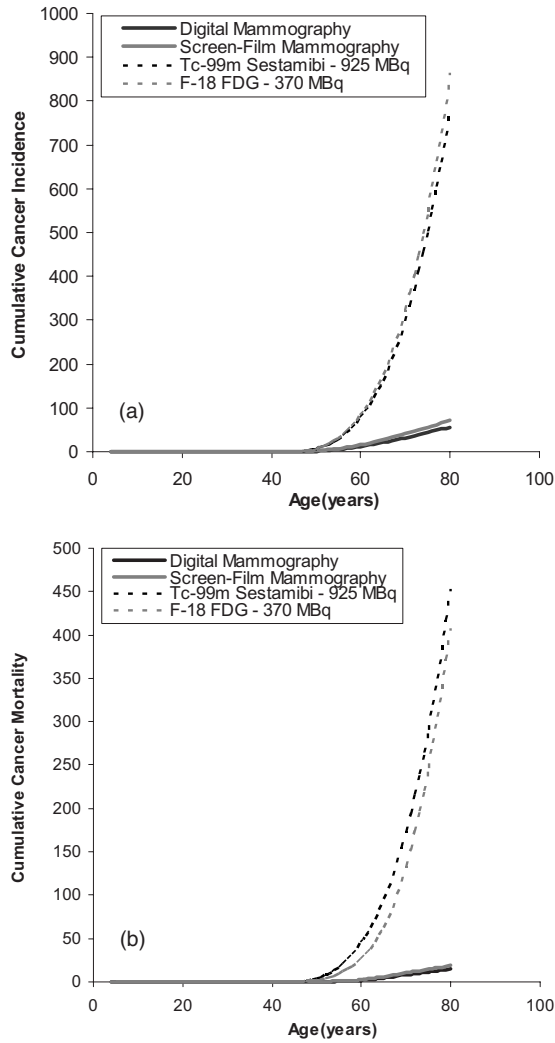 1000
900
800
700
600
500
400
300
200
100
0
Cumulative Cancer Incidence
Digital Mammography
Screen-Film Mammography
Tc-99m Sestamibi - 925 MBq
F-18 FDG - 370 MBq
(a)
0 20 40 60 80 100
Age(years)
500
450
400
350
300
250
200
150
100
50
0
Cumulative Cancer Mortality
Digital Mammography
Screen-Film Mammography
Tc-99m Sestamibi - 925 MBq
F-18 FDG - 370 MBq
(b)
0 20 40 60 80 100
Age(years)